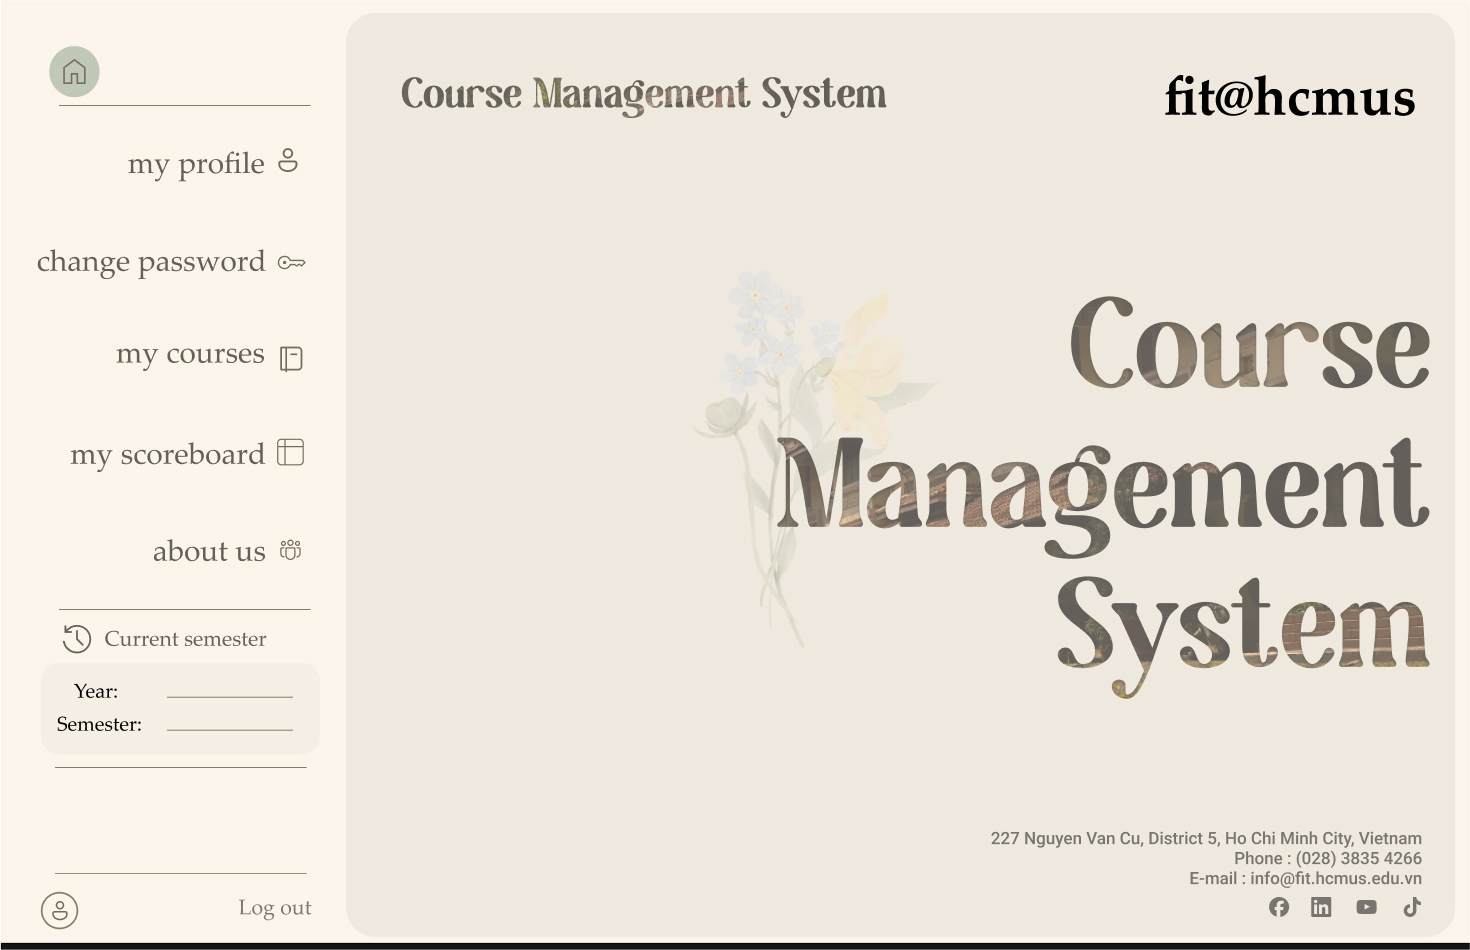 my profile
change password
my courses
my scoreboard
about us
Current semester
Year:
Semester:
Log out
Course Management System
fit@hcmus
Course
Management
System
227 Nguyen Van Cu, District 5, Ho Chi Minh City, Vietnam
Phone : (028) 3835 4266
E-mail : info@fit.hcmus.edu.vn